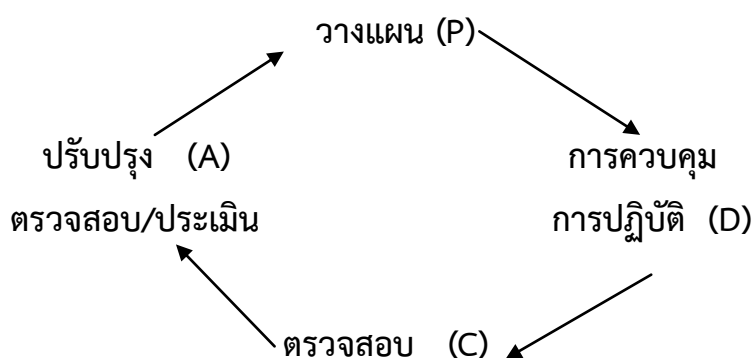 วางแผน (P)
ปรับปรุง (A)
ตรวจสอบ/ประเมิน
การควบคุม
การปฏิบัติ (D)
ตรวจสอบ (C)